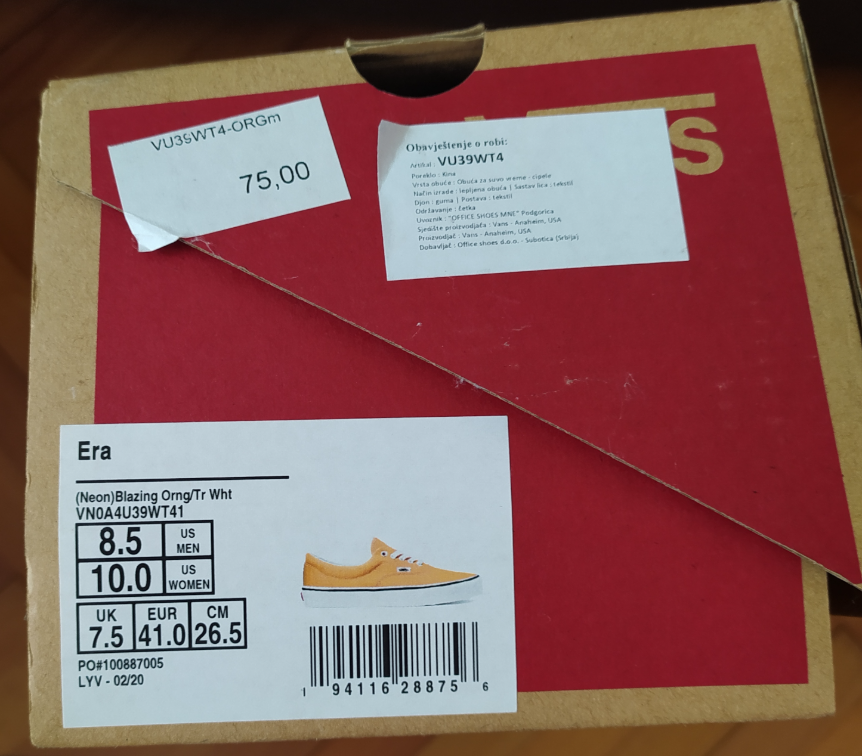 VU39WT4-ORGm
75,00
Obavještenje o robi:
Artikal : VU39WT4
Poreklo : Kina
Vrsta obuće : Obuća za suvo vreme - cipele
Način izrade : lepljena obuća | Sastav lica : tekstil
Djon : guma | Postava : tekstil
Održavanje : četka
Uvoznik : "OFFICE SHOES MNE" Podgorica
Sjedište proizvodjača : Vans - Anaheim, USA
Proizvodjač : Vans - Anaheim, USA
Dobavljač : Office shoes d.o.o. - Subotica (Srbija)
S
Era
(Neon)Blazing Orng/Tr Wht
VN0A4U39WT41
8.5 US MEN
10.0 US WOMEN
UK EUR CM
7.5 41.0 26.5
PO#100887005
LYV - 02/20
1 94116 28875 6